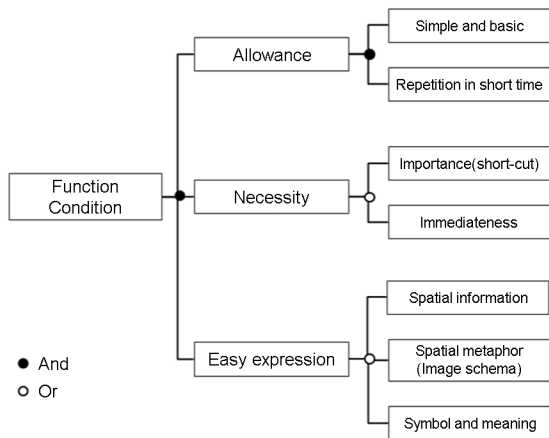 Simple and basic
Allowance
Repetition in short time
Importance(short-cut)
Function
Condition
Necessity
Immediateness
Spatial information
Easy expression
Spatial metaphor
(Image schema)
Symbol and meaning
And
Or